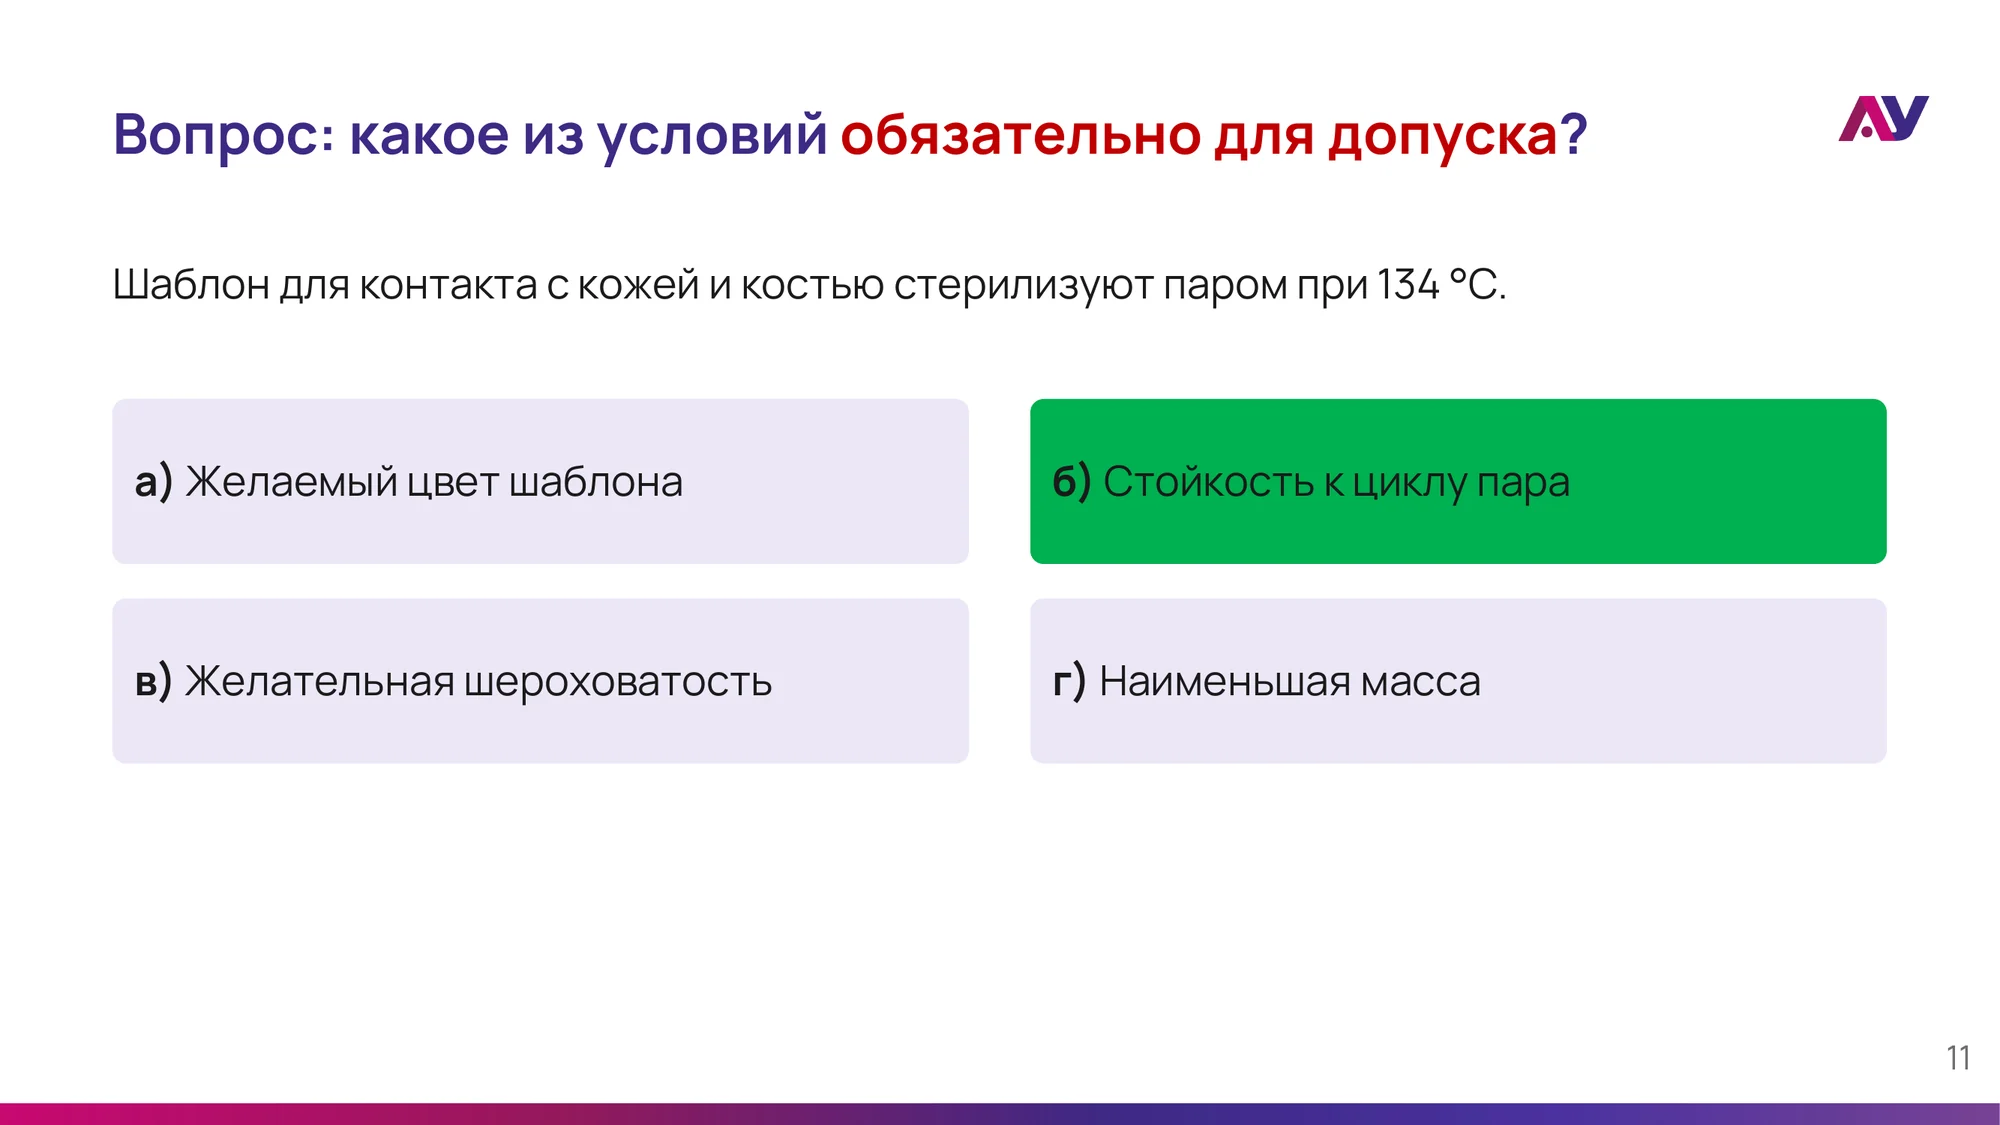 Вопрос: какое из условий обязательно для допуска?
АУ
Шаблон для контакта с кожей и костью стерилизуют паром при 134 °C.
а) Желаемый цвет шаблона
б) Стойкость к циклу пара
в) Желательная шероховатость
г) Наименьшая масса
11